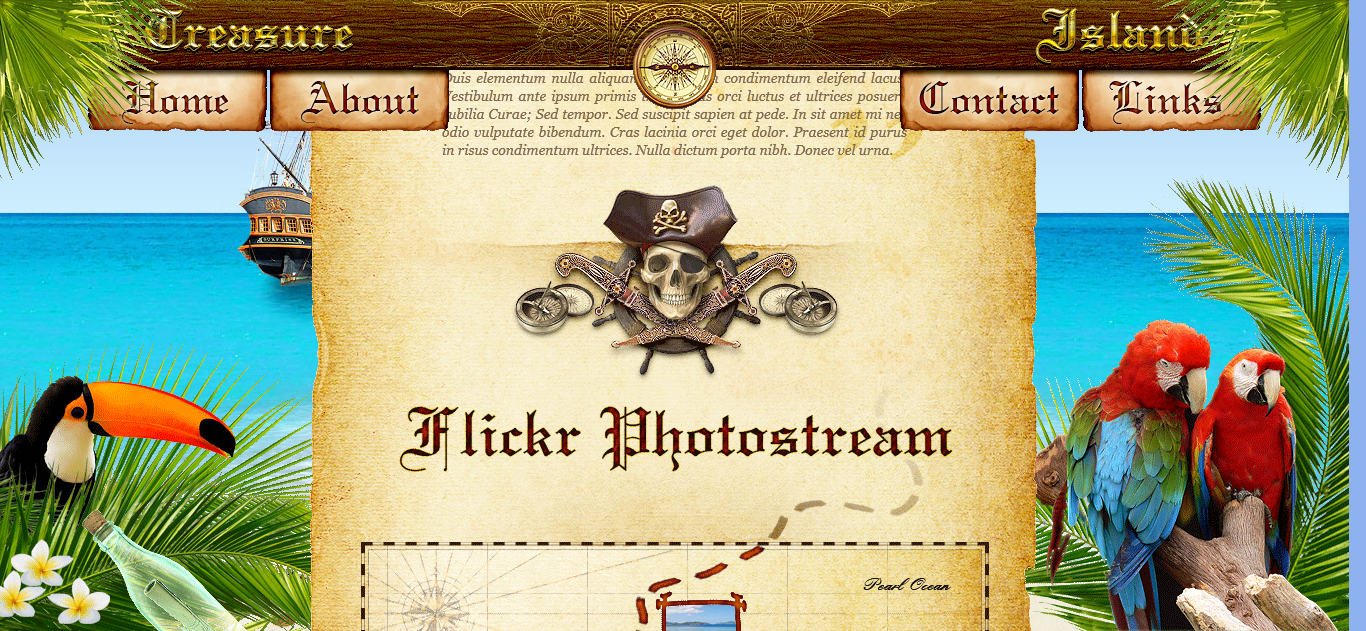 Treasure Island
Home About Contact Links
Duis elementum nulla aliquam condimentum eleifend lacus
Vestibulum ante ipsum primis orci luctus et ultrices posuere
cubilia Curae; Sed tempor. Sed suscipit sapien at pede. In sit amet mi nec
odio vulputate bibendum. Cras lacinia orci eget dolor. Praesent id purus
in risus condimentum ultrices. Nulla dictum porta nibh. Donec vel urna.
SURPRISE
Flickr Photostream
Pearl Ocean